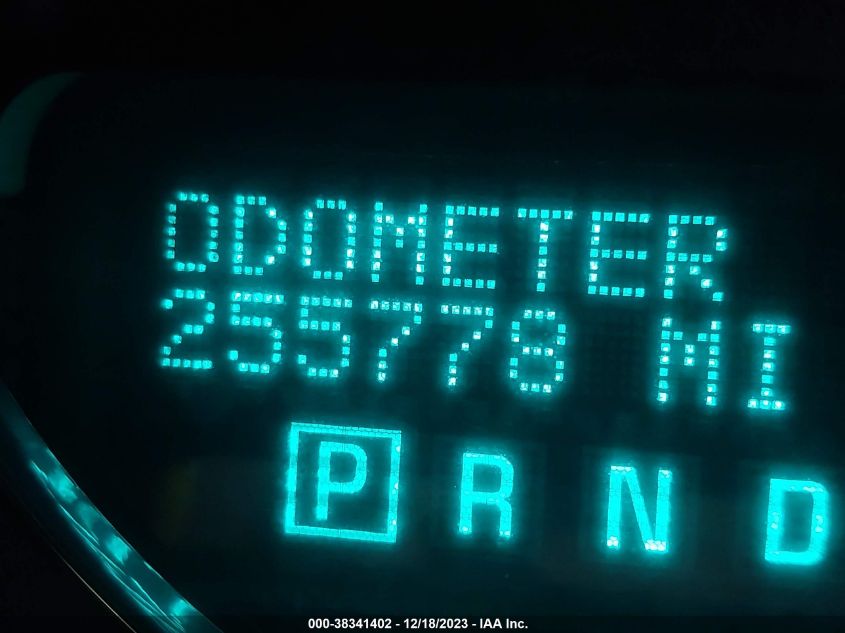 ODOMETER
255778 MI
P R N D
000-38341402 - 12/18/2023 - IAA Inc.